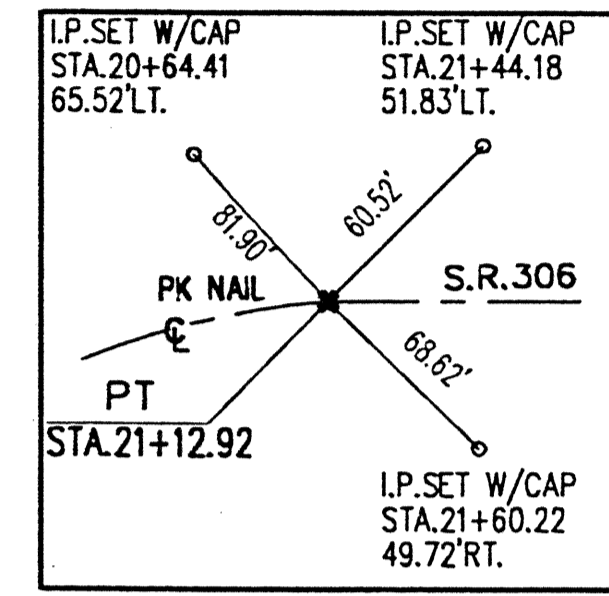 I.P.SET W/CAP
STA.20+64.41
65.52'LT.
I.P.SET W/CAP
STA.21+44.18
51.83'LT.
81.90'
60.52'
PK NAIL
S.R.306
℄
68.62'
PT
STA.21+12.92
I.P.SET W/CAP
STA.21+60.22
49.72'RT.